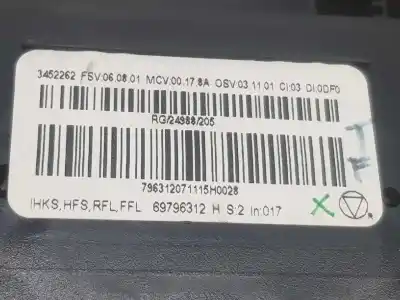 3452262 FSV:06.08.01 MCV:00.17.8A OSV:03.11.01 CI:03 DI:0DF0
RG/24988/205
796312071115H0028
IHKS,HFS,RFL,FFL 69796312 H S:2 In:017